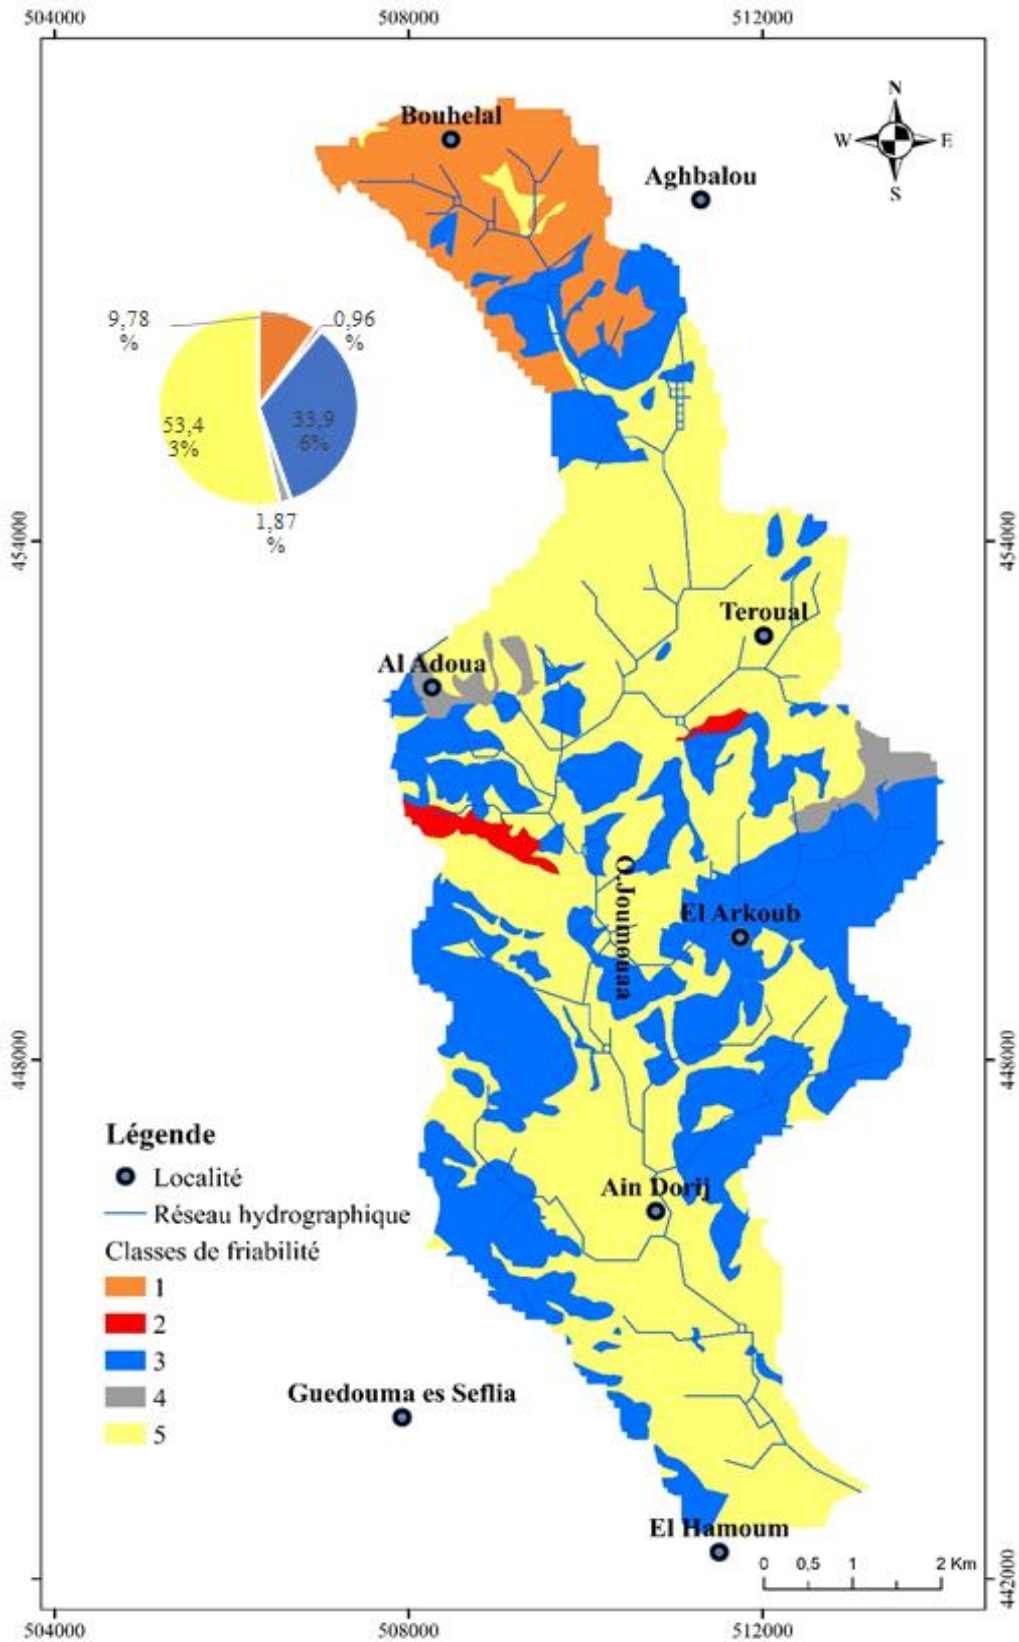 504000
508000
512000
N
W
E
S
Bouhelal
Aghbalou
9,78
%
0,96
%
53,4
3%
33,9
6%
1,87
%
454000
454000
Teroual
Al Adoua
O.Joumouaa
El Arkoub
448000
448000
Légende
Localité
Réseau hydrographique
Classes de friabilité
1
2
3
4
5
Ain Dorij
Guedouma es Seflia
El Hamoum
0 0,5 1 2 Km
442000
504000
508000
512000